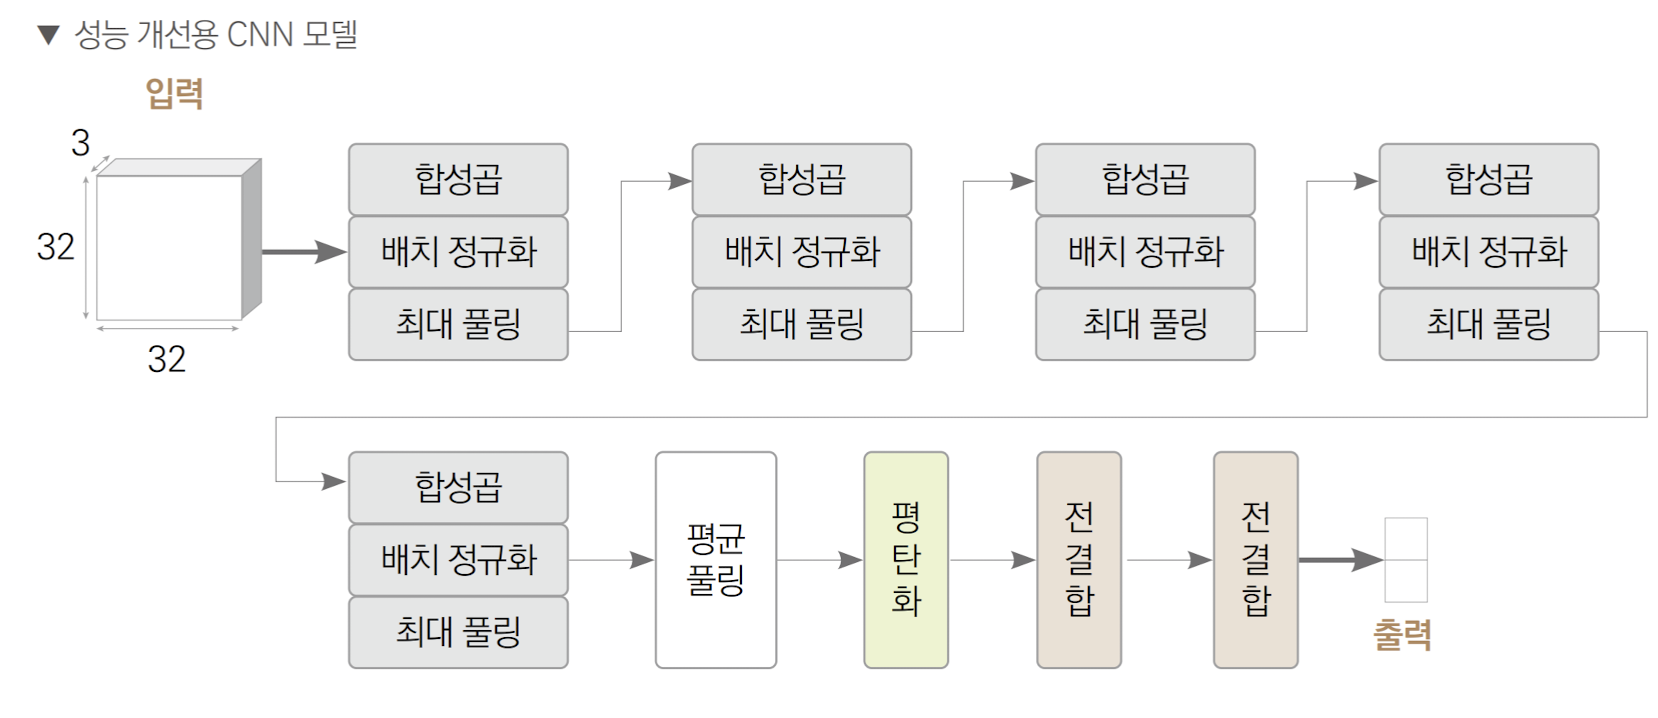 ▼ 성능 개선용 CNN 모델
입력
3
32
32
합성곱
배치 정규화
최대 풀링
합성곱
배치 정규화
최대 풀링
합성곱
배치 정규화
최대 풀링
합성곱
배치 정규화
최대 풀링
합성곱
배치 정규화
최대 풀링
평균
풀링
평
탄
화
전
결
합
전
결
합
출력